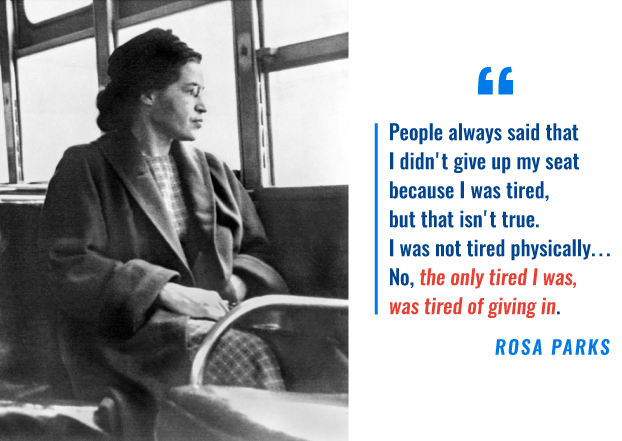 “
People always said that
I didn't give up my seat
because I was tired,
but that isn't true.
I was not tired physically...
No, the only tired I was,
was tired of giving in.
ROSA PARKS